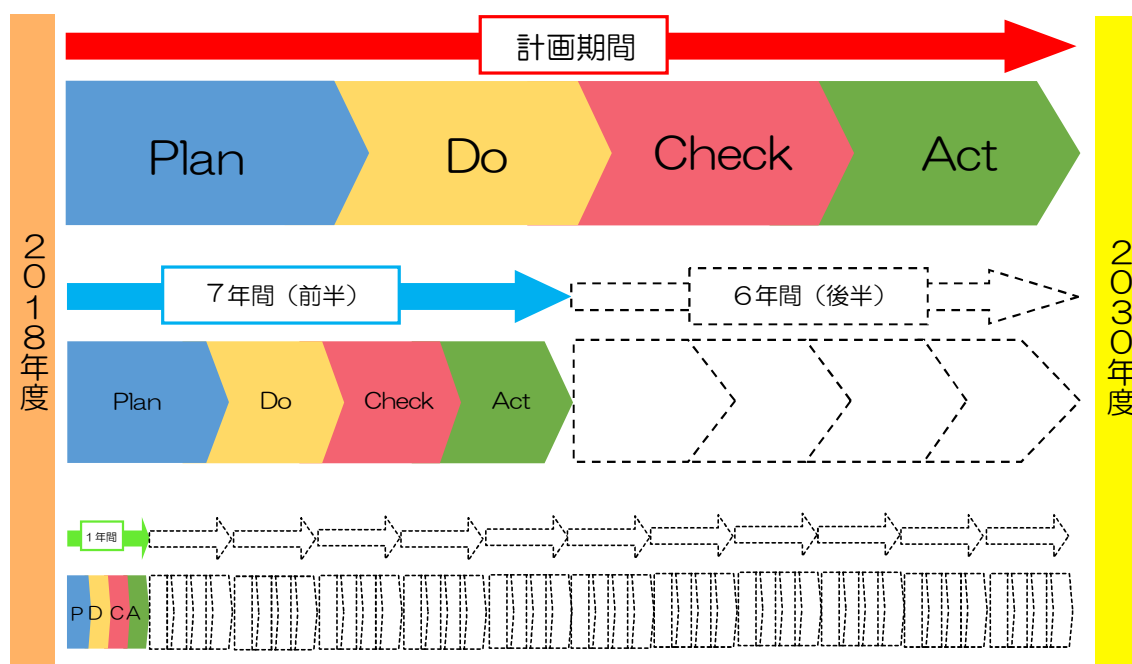 計画期間
Plan
Do
Check
Act
2018年度
2030年度
7年間（前半）
6年間（後半）
Plan
Do
Check
Act
1年間
P
D
C
A